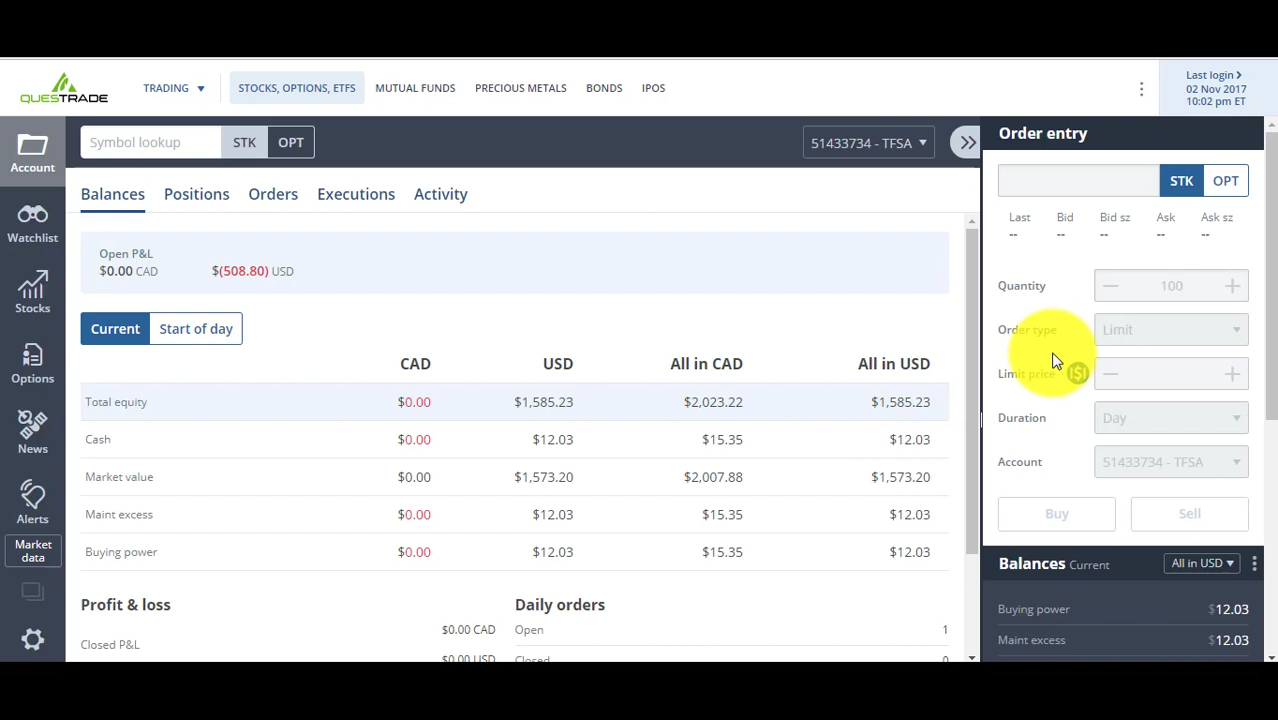 QUESTRADE
TRADING
STOCKS, OPTIONS, ETFS
MUTUAL FUNDS
PRECIOUS METALS
BONDS
IPOS
Last login
02 Nov 2017
10:02 pm ET
Account
Watchlist
Stocks
Options
News
Alerts
Market
data
Symbol lookup STK OPT
51433734 - TFSA
Balances Positions Orders Executions Activity
Open P&L
$0.00 CAD $(508.80) USD
Current Start of day
CAD USD All in CAD All in USD
Total equity $0.00 $1,585.23 $2,023.22 $1,585.23
Cash $0.00 $12.03 $15.35 $12.03
Market value $0.00 $1,573.20 $2,007.88 $1,573.20
Maint excess $0.00 $12.03 $15.35 $12.03
Buying power $0.00 $12.03 $15.35 $12.03
Profit & loss
Closed P&L $0.00 CAD
$0.00 USD
Daily orders
Open 1
Closed 0
Order entry
STK OPT
Last Bid Bid sz Ask Ask sz
-- -- -- -- --
Quantity 100
Order type Limit
Limit price
Duration Day
Account 51433734 - TFSA
Buy Sell
Balances Current All in USD
Buying power $12.03
Maint excess $12.03